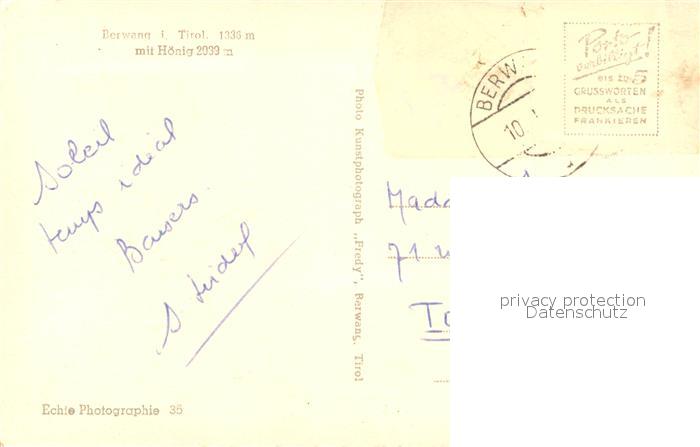 Berwang i. Tirol. 1336 m
mit Hönig 2039 m
Soleil
temps idéal
Baisers
S
Photo Kunstphotograph „Fredy", Berwang, Tirol
Echte Photographie 35
BERW
10.
Porto
verbilligt!
BIS ZU 5
GRUSSWORTEN
ALS
DRUCKSACHE
FRANKIEREN
Mada
71
privacy protection
Datenschutz